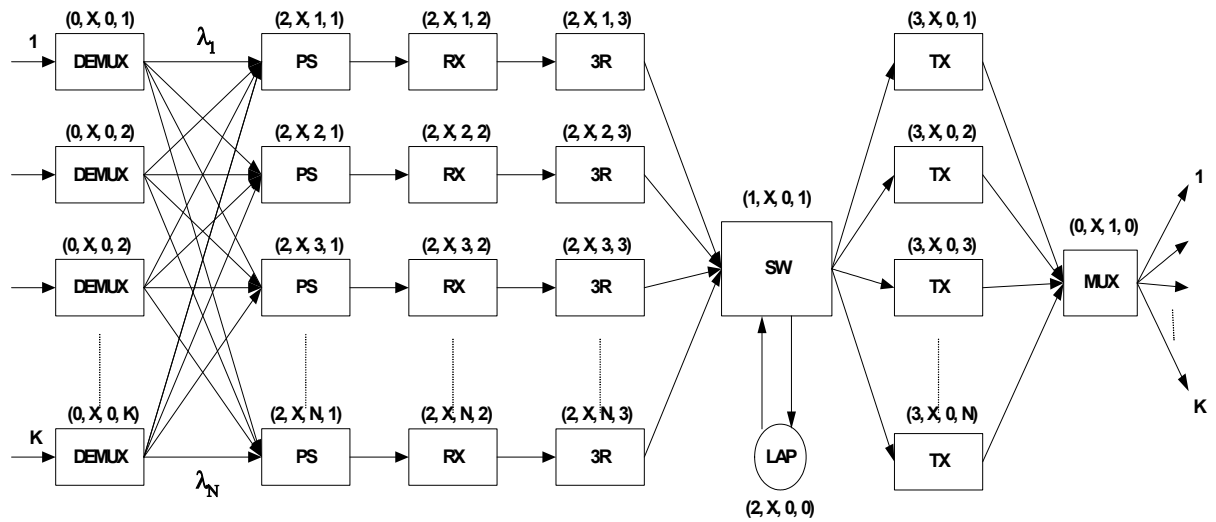 (0, X, 0, 1) (2, X, 1, 1) (2, X, 1, 2) (2, X, 1, 3) (3, X, 0, 1)
1 DEMUX λ1 PS RX 3R TX
(0, X, 0, 2) (2, X, 2, 1) (2, X, 2, 2) (2, X, 2, 3) (3, X, 0, 2)
DEMUX PS RX 3R TX 1
(1, X, 0, 1)
(0, X, 1, 0)
(0, X, 0, 2) (2, X, 3, 1) (2, X, 3, 2) (2, X, 3, 3) (3, X, 0, 3)
DEMUX PS RX 3R SW TX MUX
(0, X, 0, K) (2, X, N, 1) (2, X, N, 2) (2, X, N, 3) (3, X, 0, N)
K
K DEMUX λN PS RX 3R LAP TX
(2, X, 0, 0)